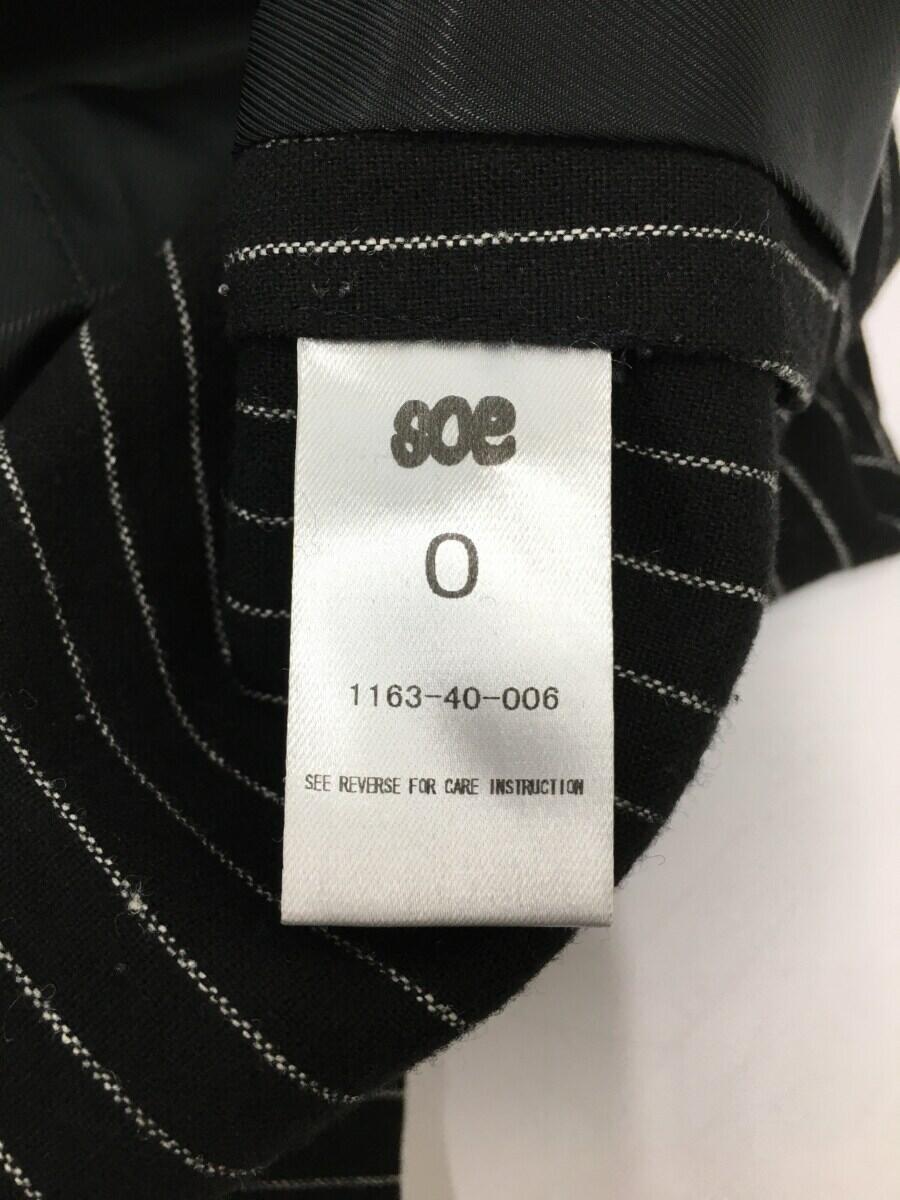 soe
0
1163-40-006
SEE REVERSE FOR CARE INSTRUCTION